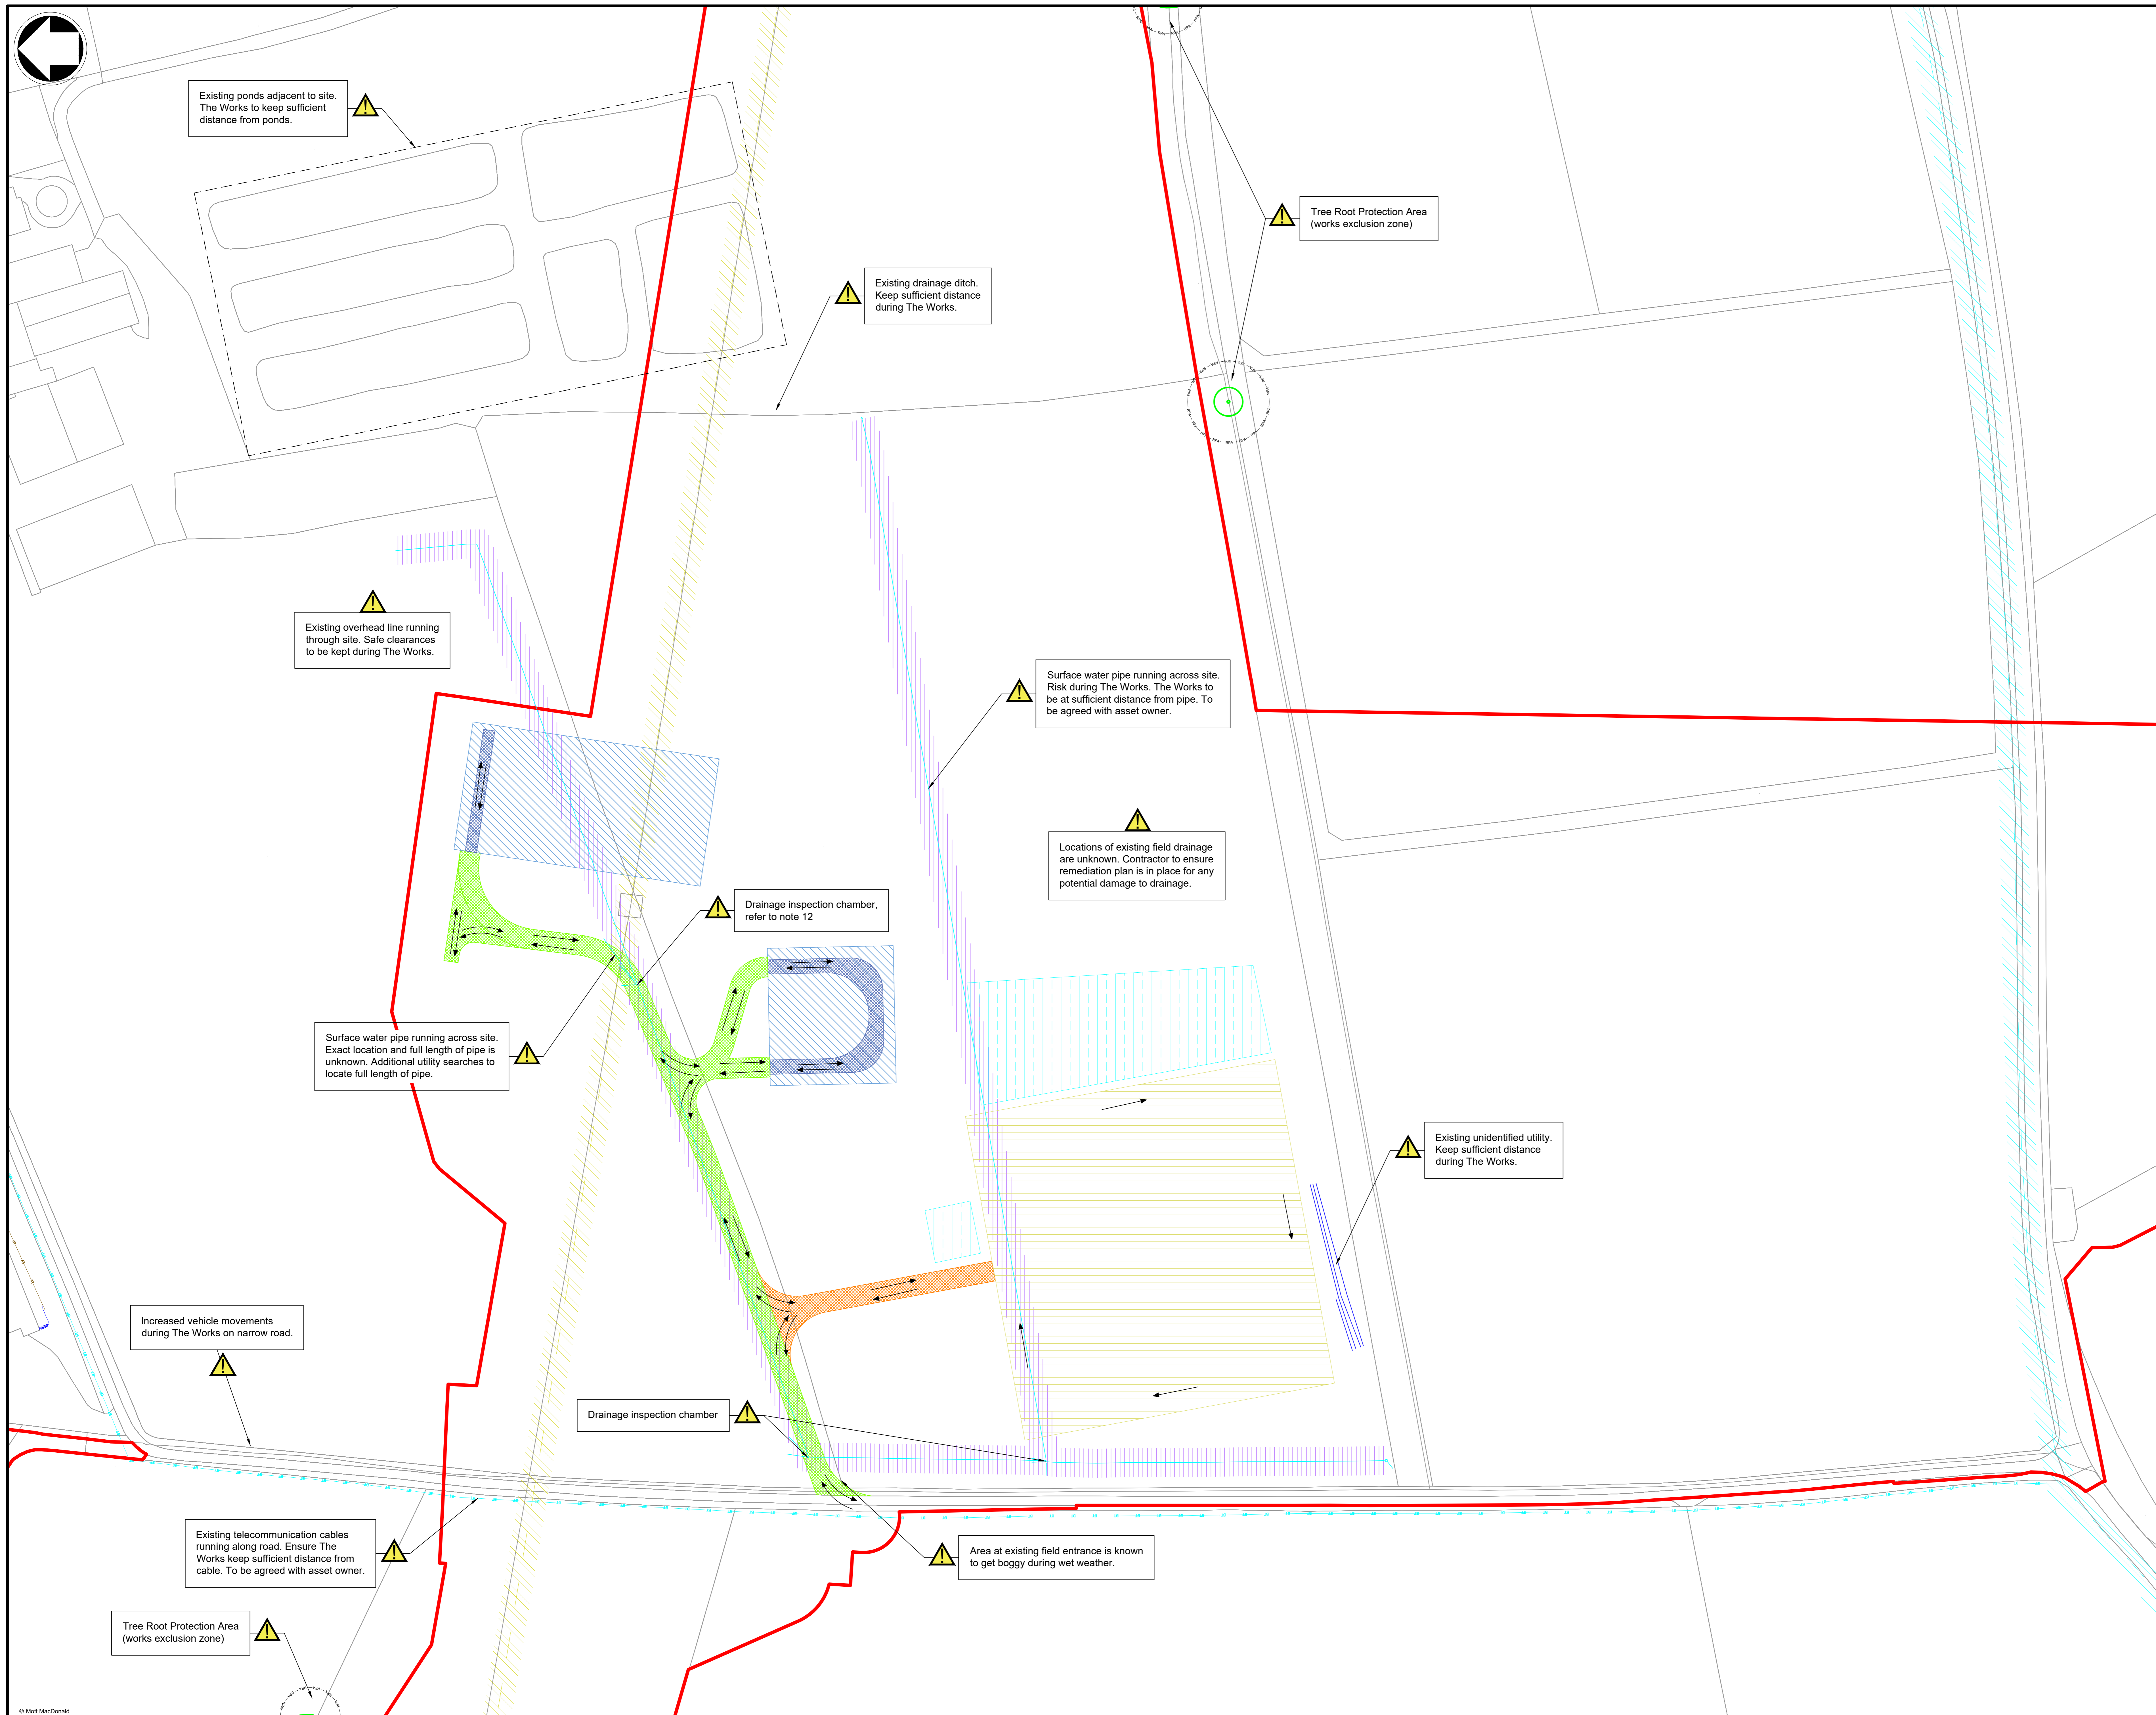 Existing ponds adjacent to site.
The Works to keep sufficient
distance from ponds.
Tree Root Protection Area
(works exclusion zone)
Existing drainage ditch.
Keep sufficient distance
during The Works.
Existing overhead line running
through site. Safe clearances
to be kept during The Works.
Surface water pipe running across site.
Risk during The Works. The Works to
be at sufficient distance from pipe. To
be agreed with asset owner.
Locations of existing field drainage
are unknown. Contractor to ensure
remediation plan is in place for any
potential damage to drainage.
Drainage inspection chamber,
refer to note 12
Surface water pipe running across site.
Exact location and full length of pipe is
unknown. Additional utility searches to
locate full length of pipe.
Existing unidentified utility.
Keep sufficient distance
during The Works.
Increased vehicle movements
during The Works on narrow road.
Drainage inspection chamber
Existing telecommunication cables
running along road. Ensure The
Works keep sufficient distance from
cable. To be agreed with asset owner.
Area at existing field entrance is known
to get boggy during wet weather.
Tree Root Protection Area
(works exclusion zone)
© Mott MacDonald